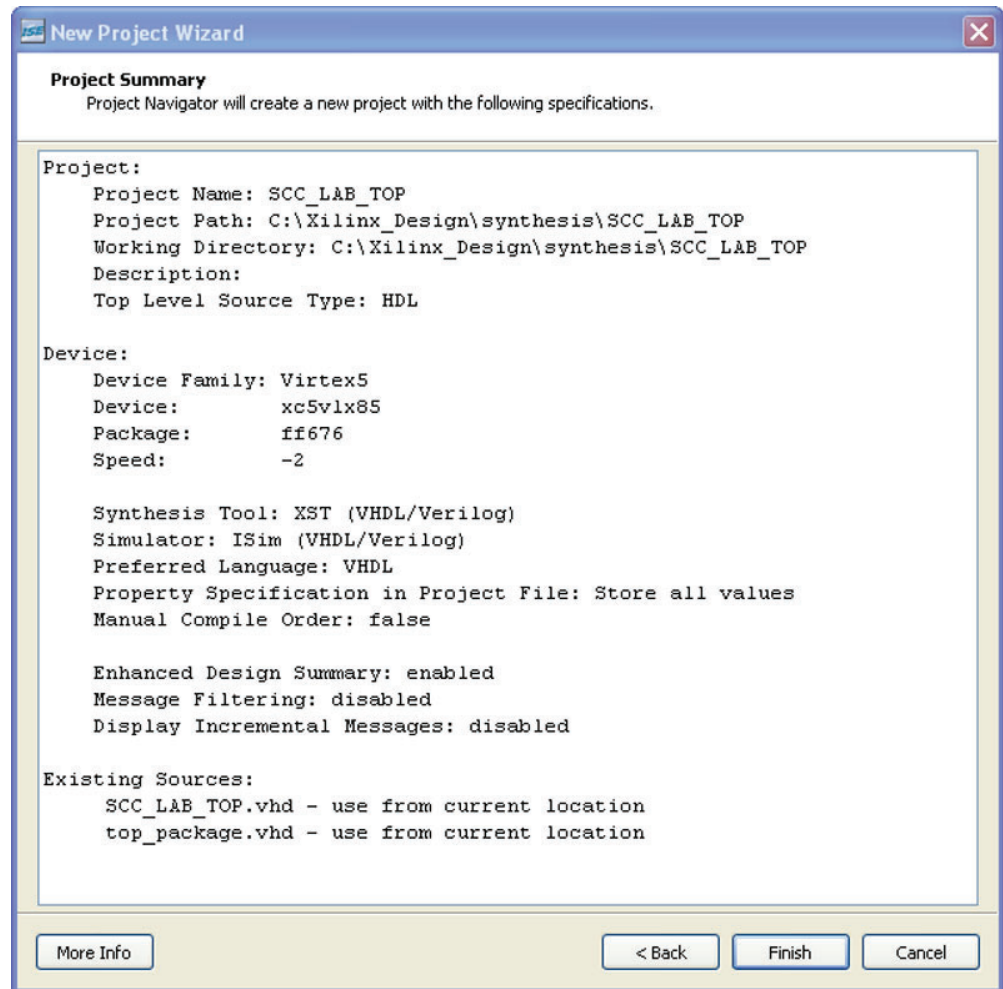 ISE New Project Wizard
Project Summary
Project Navigator will create a new project with the following specifications.
Project:
Project Name: SCC_LAB_TOP
Project Path: C:\Xilinx_Design\synthesis\SCC_LAB_TOP
Working Directory: C:\Xilinx_Design\synthesis\SCC_LAB_TOP
Description:
Top Level Source Type: HDL
Device:
Device Family: Virtex5
Device: xc5vlx85
Package: ff676
Speed: -2
Synthesis Tool: XST (VHDL/Verilog)
Simulator: ISim (VHDL/Verilog)
Preferred Language: VHDL
Property Specification in Project File: Store all values
Manual Compile Order: false
Enhanced Design Summary: enabled
Message Filtering: disabled
Display Incremental Messages: disabled
Existing Sources:
SCC_LAB_TOP.vhd - use from current location
top_package.vhd - use from current location
More Info < Back Finish Cancel